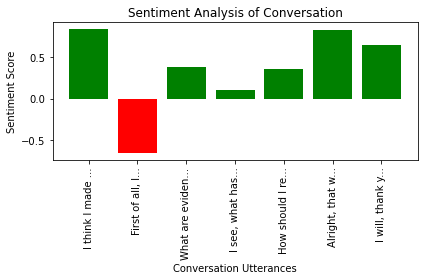 Sentiment Analysis of Conversation
Sentiment Score
0.5
0.0
−0.5
I think I made ...
First of all, I...
What are eviden...
I see, what has...
How should I re...
Alright, that w...
I will, thank y...
Conversation Utterances